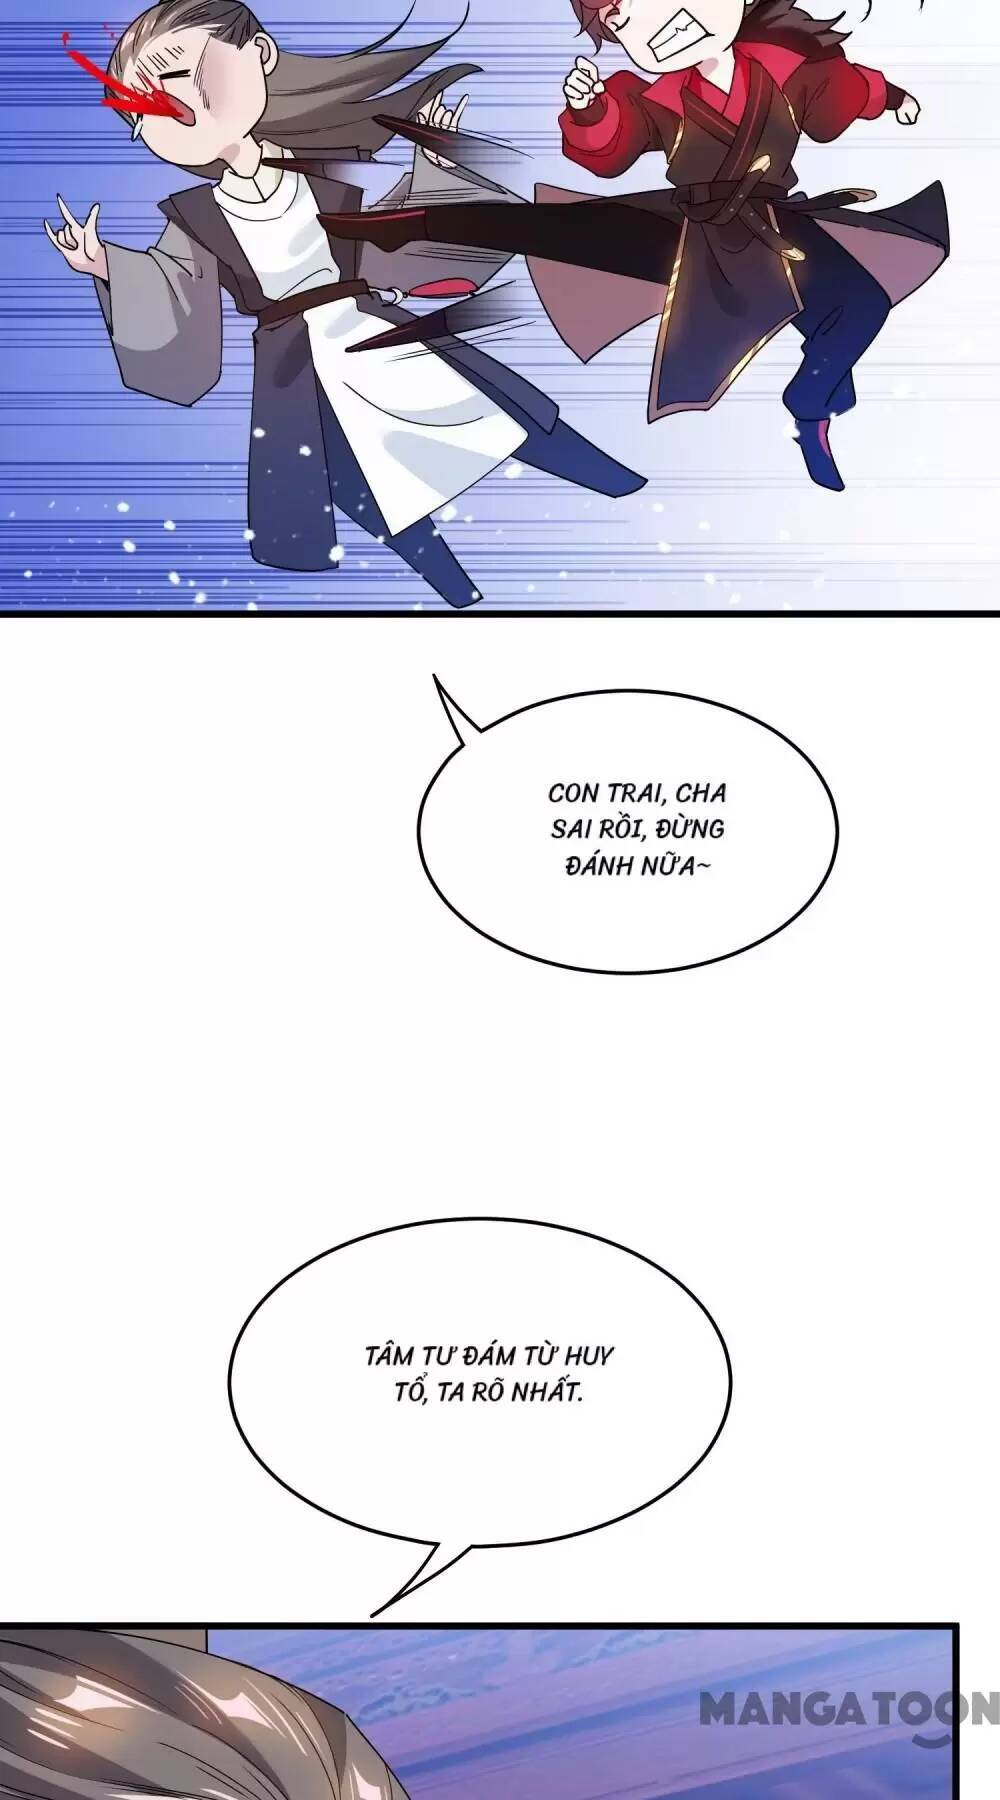 CON TRAI, CHA
SAI RỒI, ĐỪNG
ĐÁNH NỮA~
TÂM TƯ ĐÁM TỪ HUY
TỔ, TA RÕ NHẤT.
MANGATOON